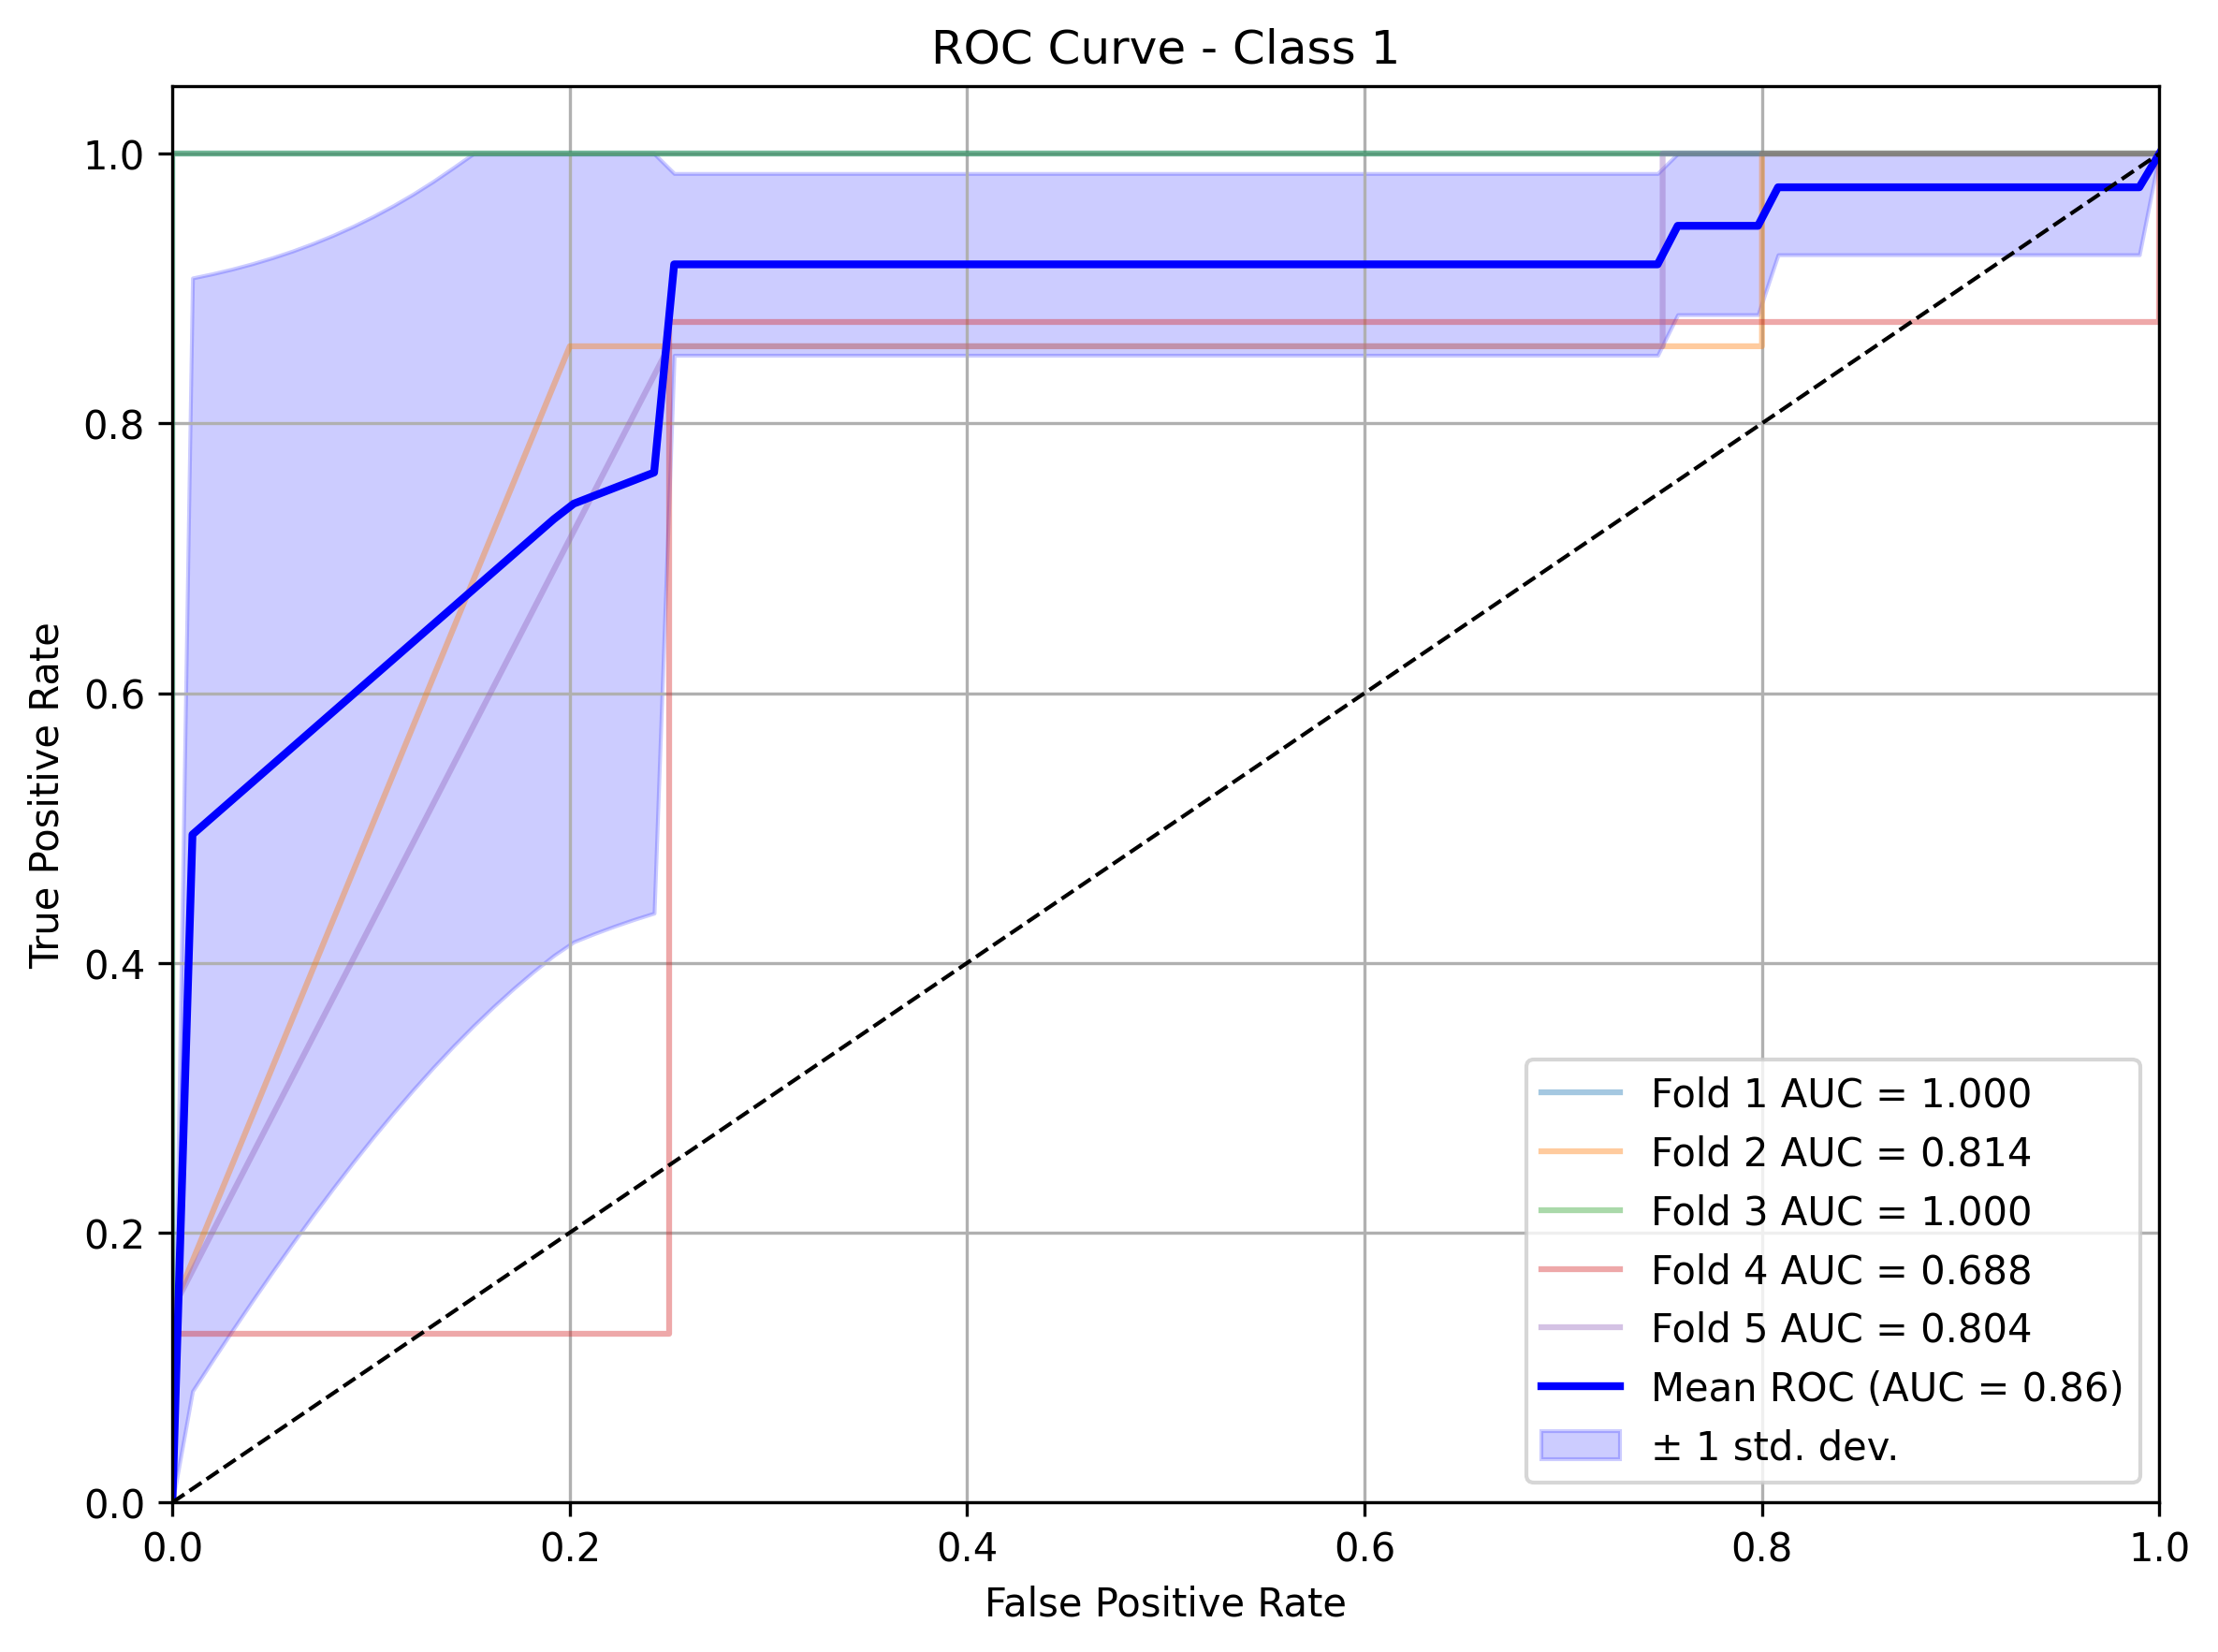 ROC Curve - Class 1
1.0
0.8
0.6
0.4
0.2
0.0
True Positive Rate
0.0 0.2 0.4 0.6 0.8 1.0
False Positive Rate
Fold 1 AUC = 1.000
Fold 2 AUC = 0.814
Fold 3 AUC = 1.000
Fold 4 AUC = 0.688
Fold 5 AUC = 0.804
Mean ROC (AUC = 0.86)
± 1 std. dev.